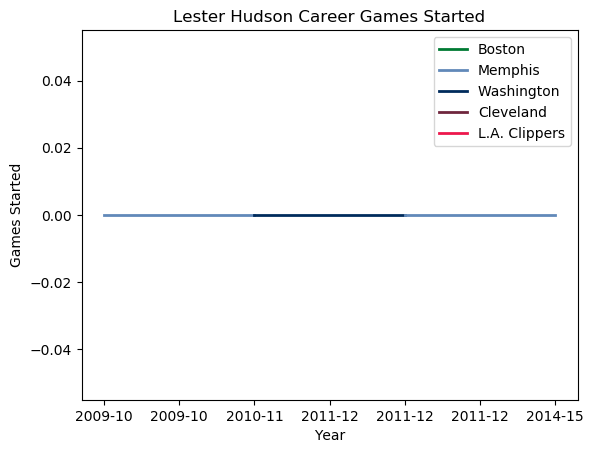 Lester Hudson Career Games Started
Boston
Memphis
Washington
Cleveland
L.A. Clippers
0.04
0.02
0.00
−0.02
−0.04
Games Started
2009-10 2009-10 2010-11 2011-12 2011-12 2011-12 2014-15
Year